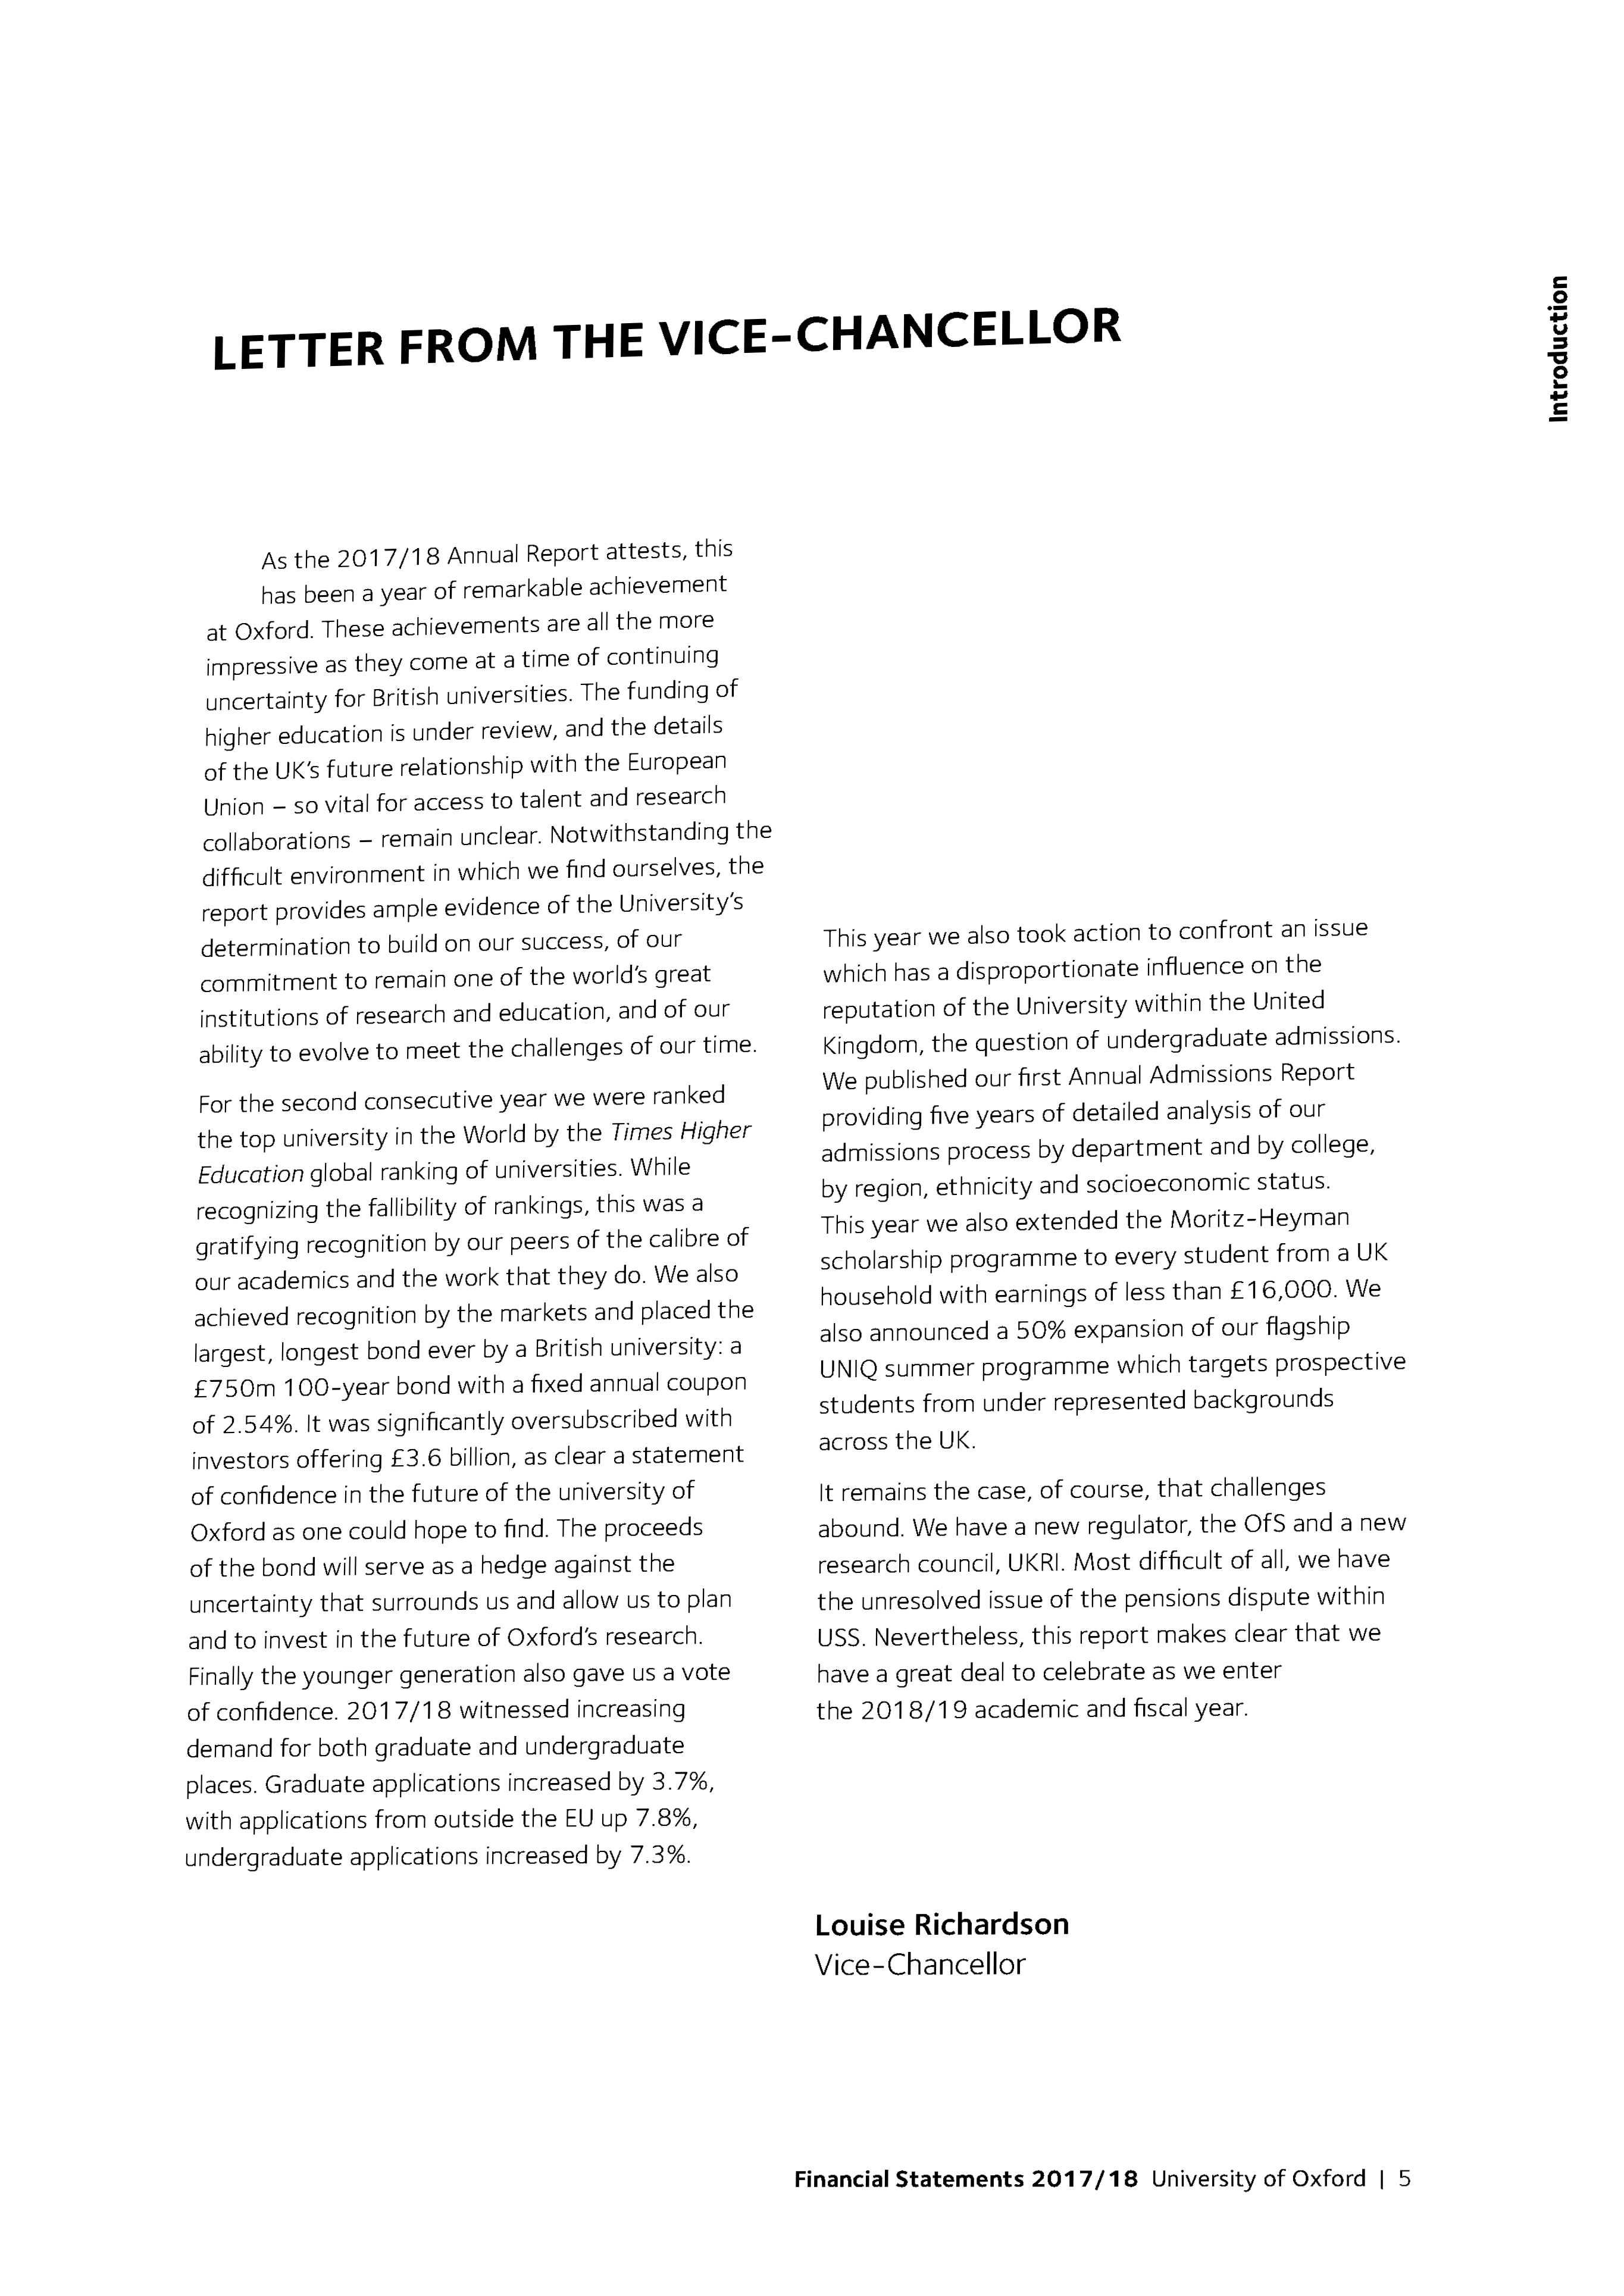 LETTER FROM THE VICE-CHANCELLOR
Introduction
As the 2017/18 Annual Report attests, this
has been a year of remarkable achievement
at Oxford. These achievements are all the more
impressive as they come at a time of continuing
uncertainty for British universities. The funding of
higher education is under review, and the details
of the UK's future relationship with the European
Union – so vital for access to talent and research
collaborations – remain unclear. Notwithstanding the
difficult environment in which we find ourselves, the
report provides ample evidence of the University's
determination to build on our success, of our
commitment to remain one of the world's great
institutions of research and education, and of our
ability to evolve to meet the challenges of our time.
For the second consecutive year we were ranked
the top university in the World by the Times Higher
Education global ranking of universities. While
recognizing the fallibility of rankings, this was a
gratifying recognition by our peers of the calibre of
our academics and the work that they do. We also
achieved recognition by the markets and placed the
largest, longest bond ever by a British university: a
£750m 100-year bond with a fixed annual coupon
of 2.54%. It was significantly oversubscribed with
investors offering £3.6 billion, as clear a statement
of confidence in the future of the university of
Oxford as one could hope to find. The proceeds
of the bond will serve as a hedge against the
uncertainty that surrounds us and allow us to plan
and to invest in the future of Oxford's research.
Finally the younger generation also gave us a vote
of confidence. 2017/18 witnessed increasing
demand for both graduate and undergraduate
places. Graduate applications increased by 3.7%,
with applications from outside the EU up 7.8%,
undergraduate applications increased by 7.3%.
This year we also took action to confront an issue
which has a disproportionate influence on the
reputation of the University within the United
Kingdom, the question of undergraduate admissions.
We published our first Annual Admissions Report
providing five years of detailed analysis of our
admissions process by department and by college,
by region, ethnicity and socioeconomic status.
This year we also extended the Moritz-Heyman
scholarship programme to every student from a UK
household with earnings of less than £16,000. We
also announced a 50% expansion of our flagship
UNIQ summer programme which targets prospective
students from under represented backgrounds
across the UK.
It remains the case, of course, that challenges
abound. We have a new regulator, the OfS and a new
research council, UKRI. Most difficult of all, we have
the unresolved issue of the pensions dispute within
USS. Nevertheless, this report makes clear that we
have a great deal to celebrate as we enter
the 2018/19 academic and fiscal year.
Louise Richardson
Vice-Chancellor
Financial Statements 2017/18 University of Oxford | 5